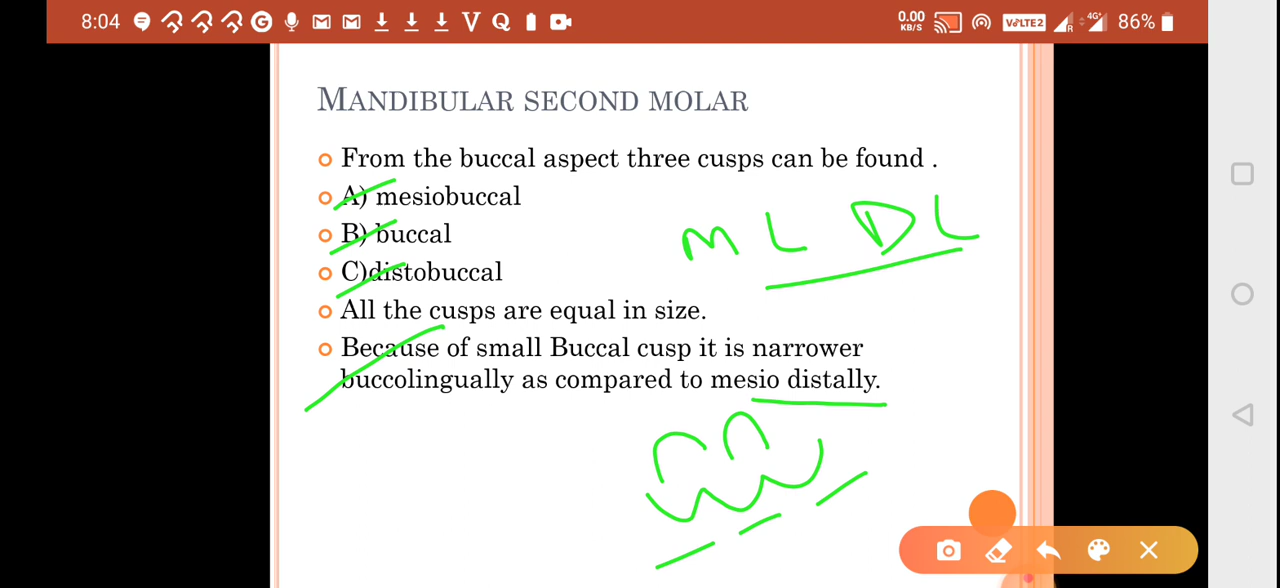 8:04 0.00 KB/S VoLTE2 R 4G+ 86%
MANDIBULAR SECOND MOLAR
From the buccal aspect three cusps can be found .
A) mesiobuccal
B) buccal
M L D L
C)distobuccal
All the cusps are equal in size.
Because of small Buccal cusp it is narrower
buccolingually as compared to mesio distally.